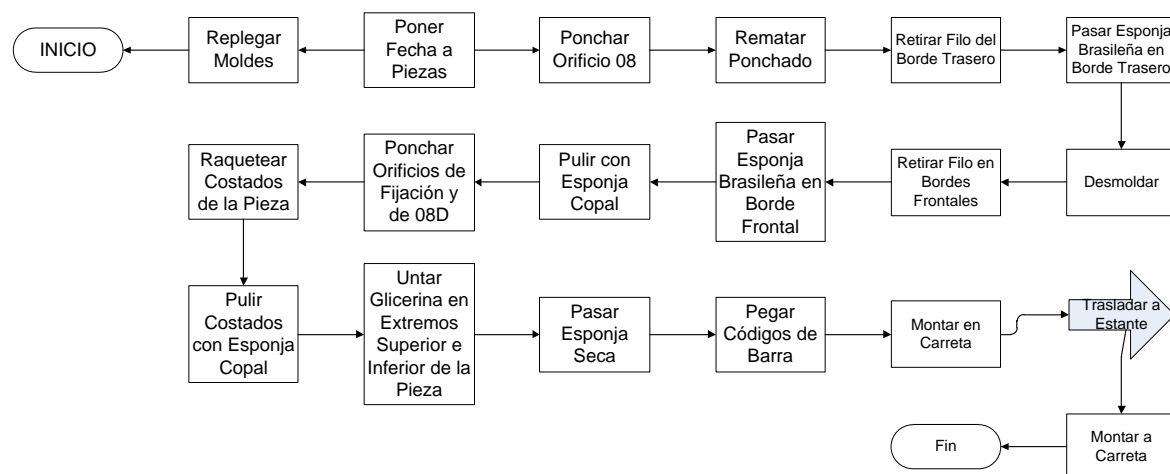 INICIO
Replegar
Moldes
Poner
Fecha a
Piezas
Ponchar
Orificio 08
Rematar
Ponchado
Retirar Filo del
Borde Trasero
Pasar Esponja
Brasileña en
Borde Trasero
Raquetear
Costados
de la Pieza
Ponchar
Orificios de
Fijación y
de 08D
Pulir con
Esponja
Copal
Pasar
Esponja
Brasileña en
Borde
Frontal
Retirar Filo en
Bordes
Frontales
Desmoldar
Pulir
Costados
con Esponja
Copal
Untar
Glicerina en
Extremos
Superior e
Inferior de la
Pieza
Pasar
Esponja
Seca
Pegar
Códigos de
Barra
Montar en
Carreta
Trasladar a
Estante
Fin
Montar a
Carreta